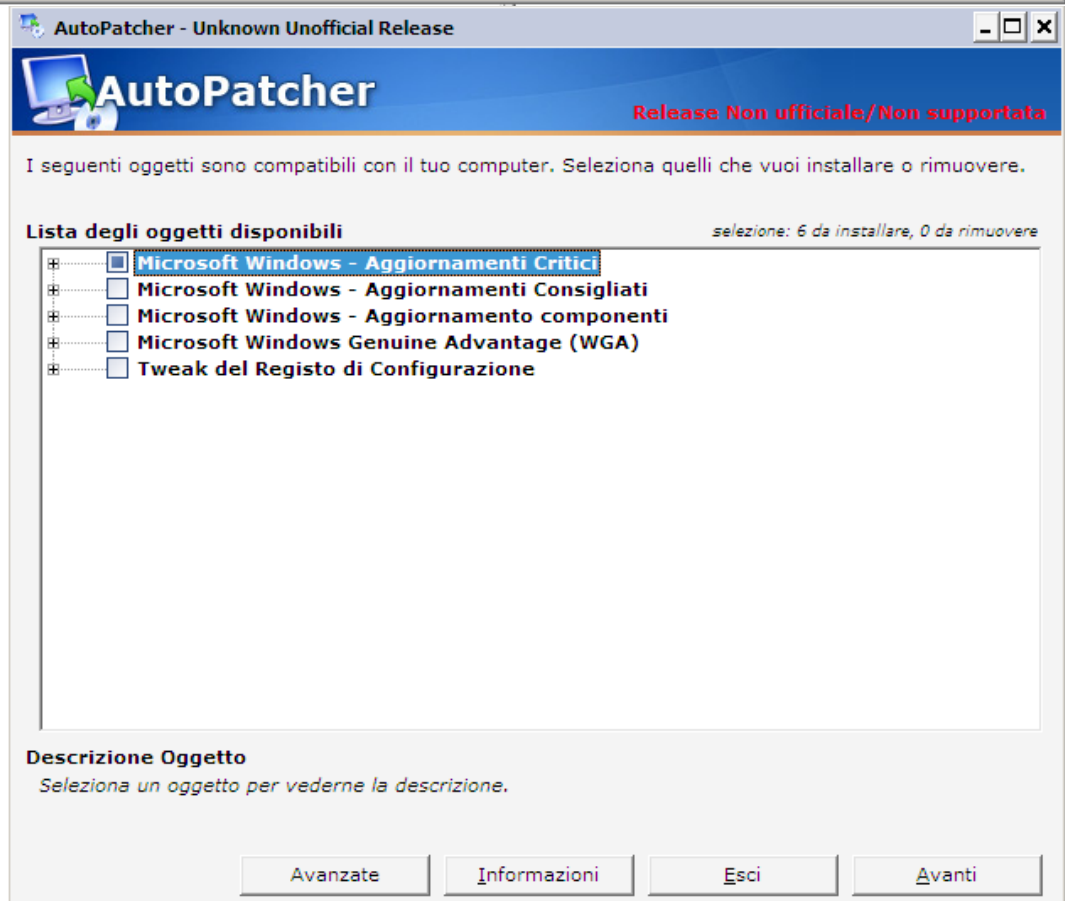 AutoPatcher - Unknown Unofficial Release
AutoPatcher
Release Non ufficiale/Non supportata
I seguenti oggetti sono compatibili con il tuo computer. Seleziona quelli che vuoi installare o rimuovere.
Lista degli oggetti disponibili
selezione: 6 da installare, 0 da rimuovere
Microsoft Windows - Aggiornamenti Critici
Microsoft Windows - Aggiornamenti Consigliati
Microsoft Windows - Aggiornamento componenti
Microsoft Windows Genuine Advantage (WGA)
Tweak del Registo di Configurazione
Descrizione Oggetto
Seleziona un oggetto per vederne la descrizione.
Avanzate
Informazioni
Esci
Avanti